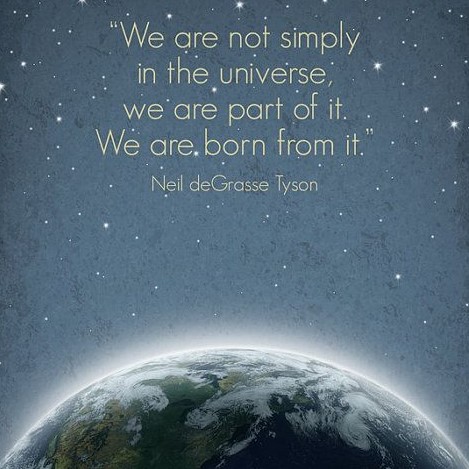 “We are not simply
in the universe,
we are part of it.
We are born from it.”
Neil deGrasse Tyson